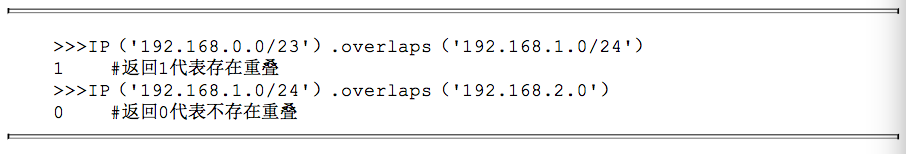 >>>IP（'192.168.0.0/23'）.overlaps（'192.168.1.0/24'）
1    #返回1代表存在重叠
>>>IP（'192.168.1.0/24'）.overlaps（'192.168.2.0'）
0    #返回0代表不存在重叠